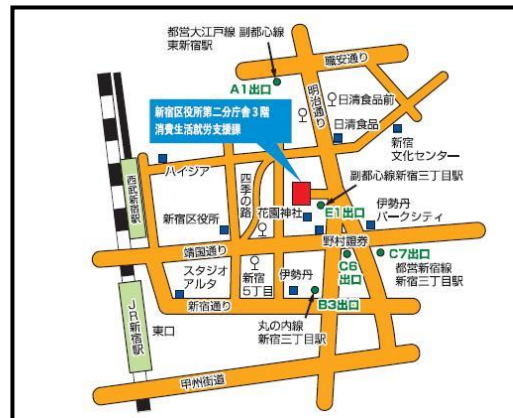 都営大江戸線 副都心線
東新宿駅
A1出口
職安通り
明治通り
日清食品前
日清食品
新宿
文化センター
新宿区役所第二分庁舎3階
消費生活就労支援課
ハイジア
四季の路
西武新宿駅
副都心線新宿三丁目駅
E1出口
花園神社
新宿区役所
伊勢丹
パークシティ
野村證券
靖国通り
C6
出口
C7出口
都営新宿線
新宿三丁目駅
スタジオ
アルタ
新宿
5丁目
伊勢丹
新宿通り
B3出口
丸の内線
新宿三丁目駅
JR新宿駅
東口
甲州街道